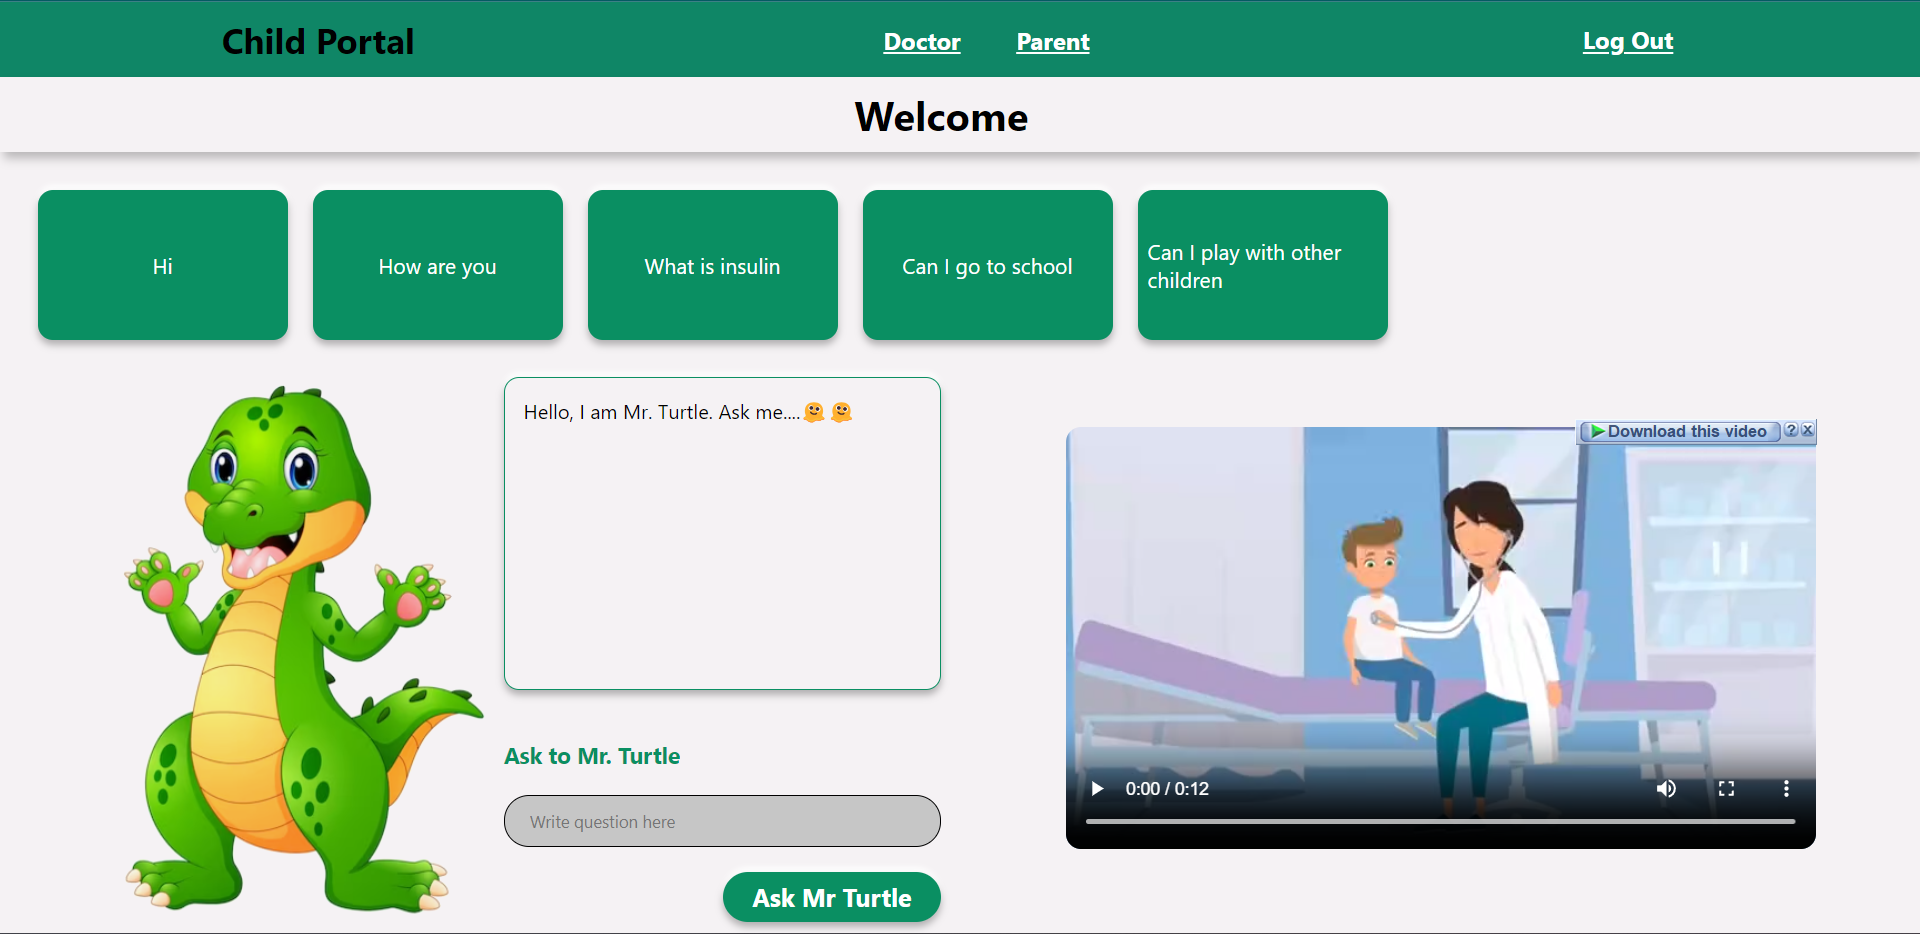 Child Portal
Doctor
Parent
Log Out
Welcome
Hi
How are you
What is insulin
Can I go to school
Can I play with other
children
Hello, I am Mr. Turtle. Ask me....🤗 🤗
Download this video
? x
Ask to Mr. Turtle
Write question here
0:00 / 0:12
Ask Mr Turtle